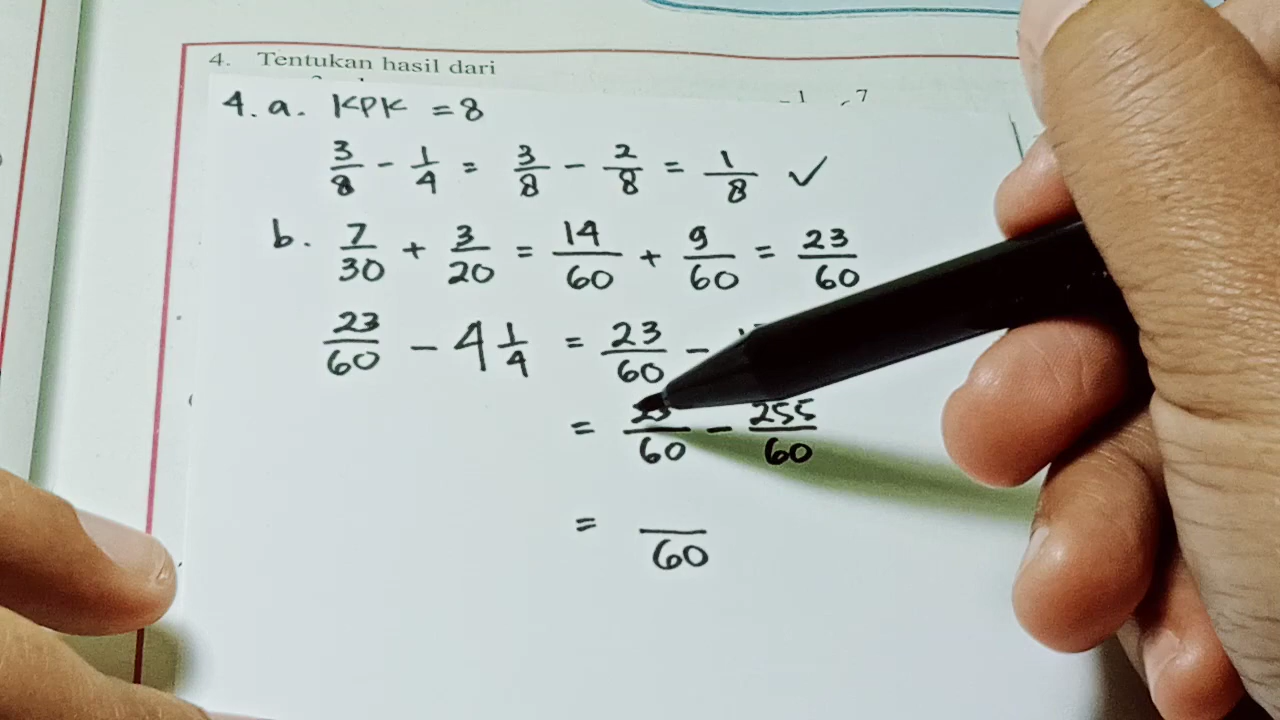 4. Tentukan hasil dari
4. a. KPK = 8
3/8 - 1/4 = 3/8 - 2/8 = 1/8 ✓
b. 7/30 + 3/20 = 14/60 + 9/60 = 23/60
23/60 - 4 1/4 = 23/60 -
= 23/60 - 255/60
= /60